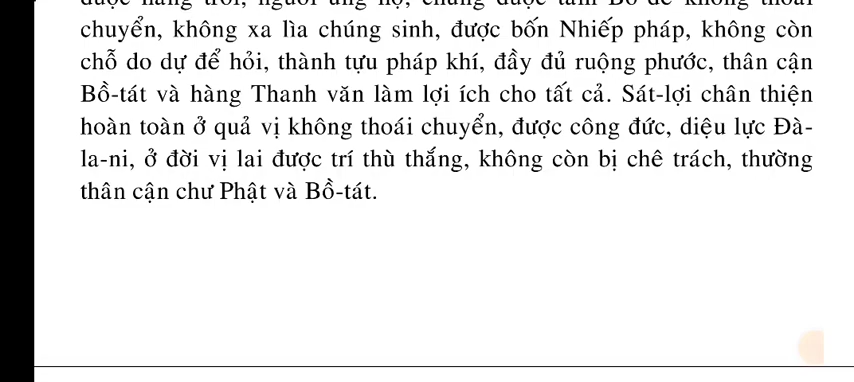 chuyển, không xa lìa chúng sinh, được bốn Nhiếp pháp, không còn
chỗ do dự để hỏi, thành tựu pháp khí, đầy đủ ruộng phước, thân cận
Bồ-tát và hàng Thanh văn làm lợi ích cho tất cả. Sát-lợi chân thiện
hoàn toàn ở quả vị không thoái chuyển, được công đức, diệu lực Đà-
la-ni, ở đời vị lai được trí thù thắng, không còn bị chê trách, thường
thân cận chư Phật và Bồ-tát.